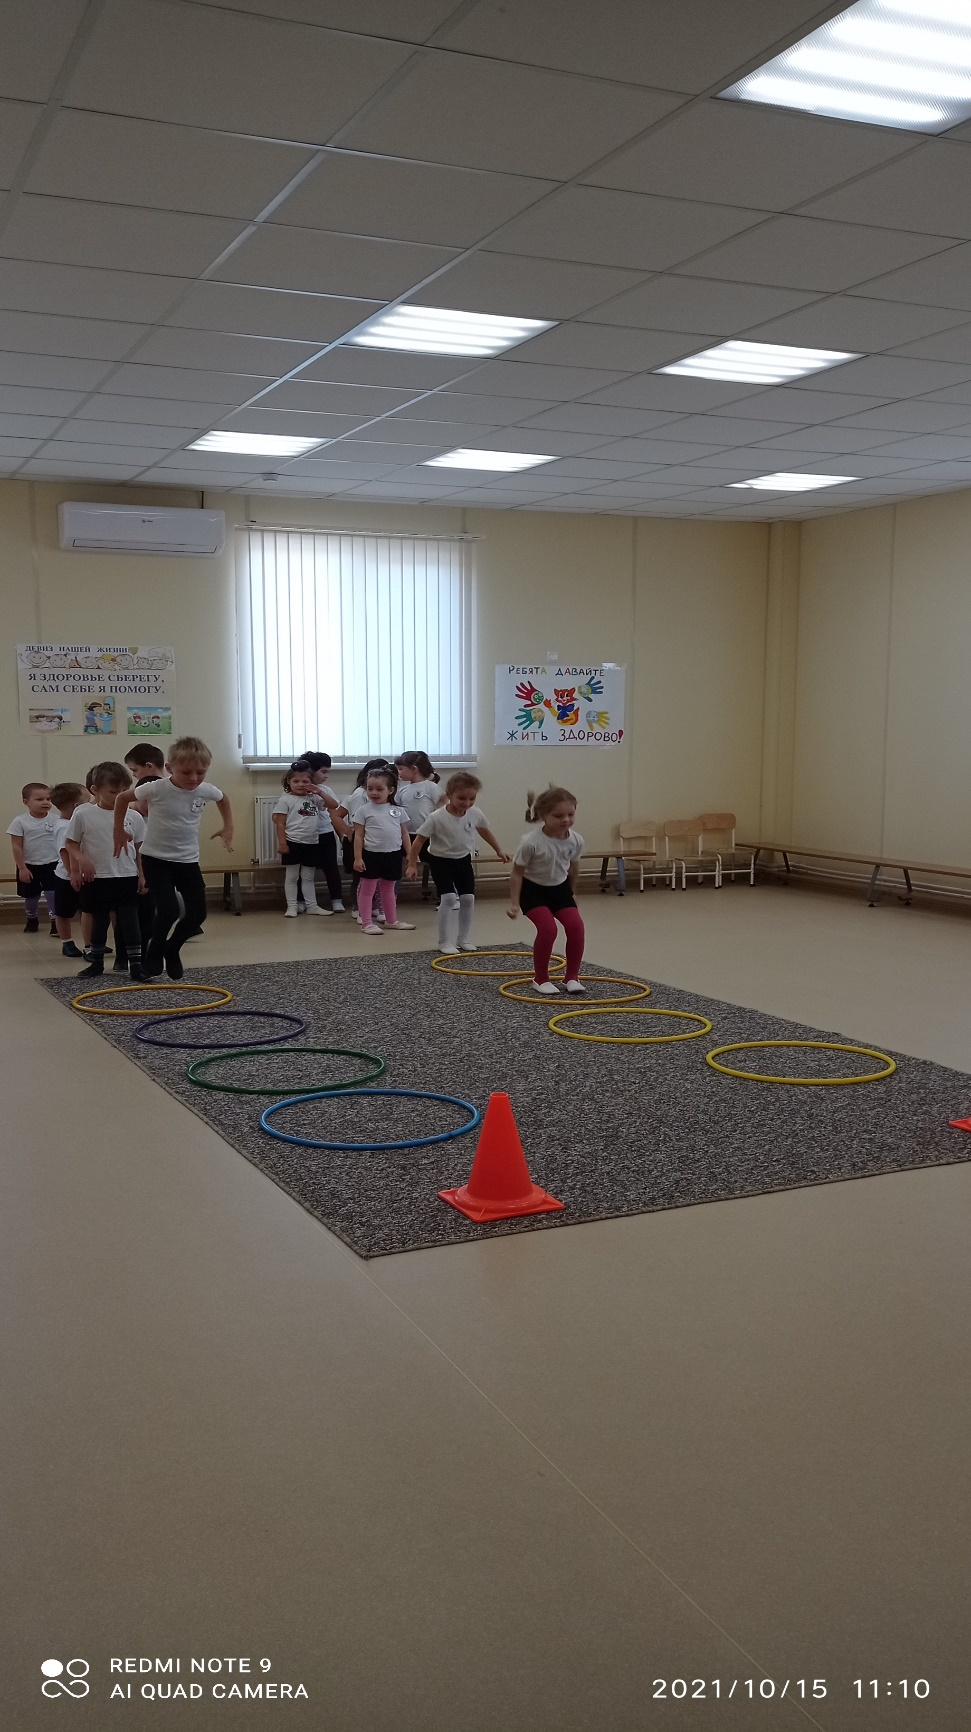 ДЕВИЗ НАШЕЙ ЖИЗНИ
Я ЗДОРОВЬЕ СБЕРЕГУ,
САМ СЕБЕ Я ПОМОГУ.
РЕБЯТА ДАВАЙТЕ
ЖИТЬ ЗДОРОВО!
REDMI NOTE 9
AI QUAD CAMERA
2021/10/15 11:10